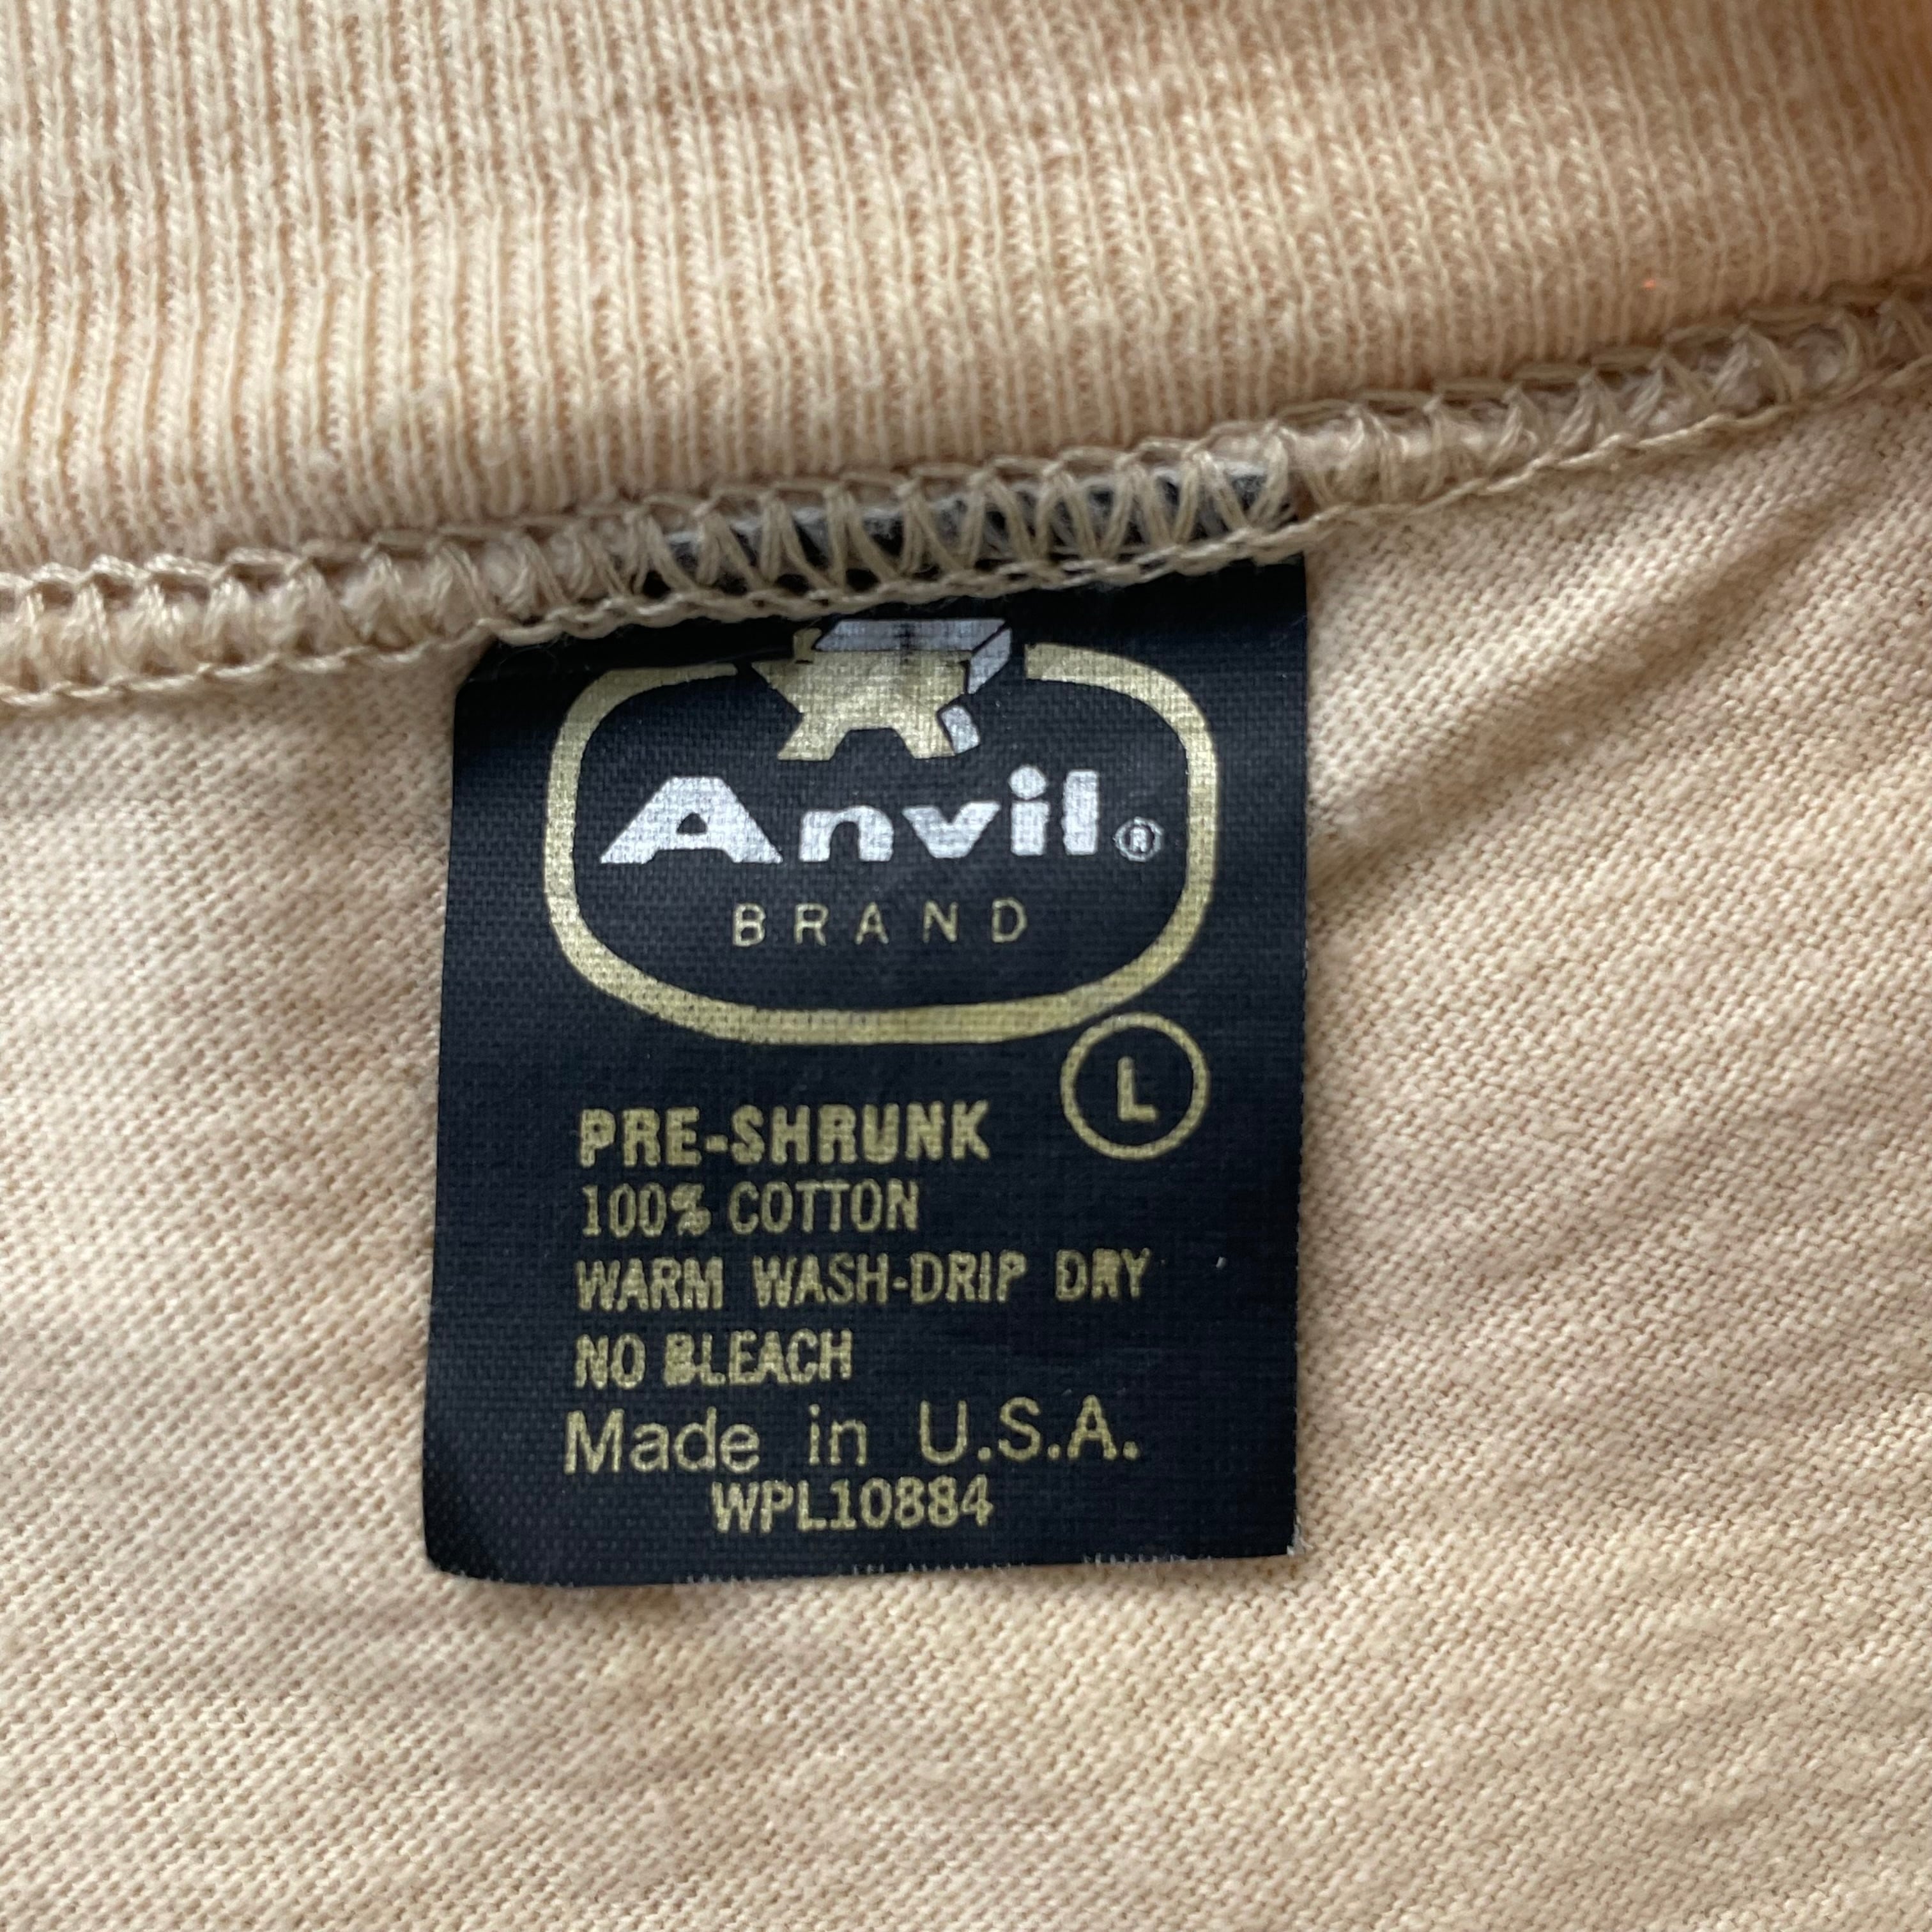 Anvil®
BRAND
L
PRE-SHRUNK
100% COTTON
WARM WASH-DRIP DRY
NO BLEACH
Made in U.S.A.
WPL10884